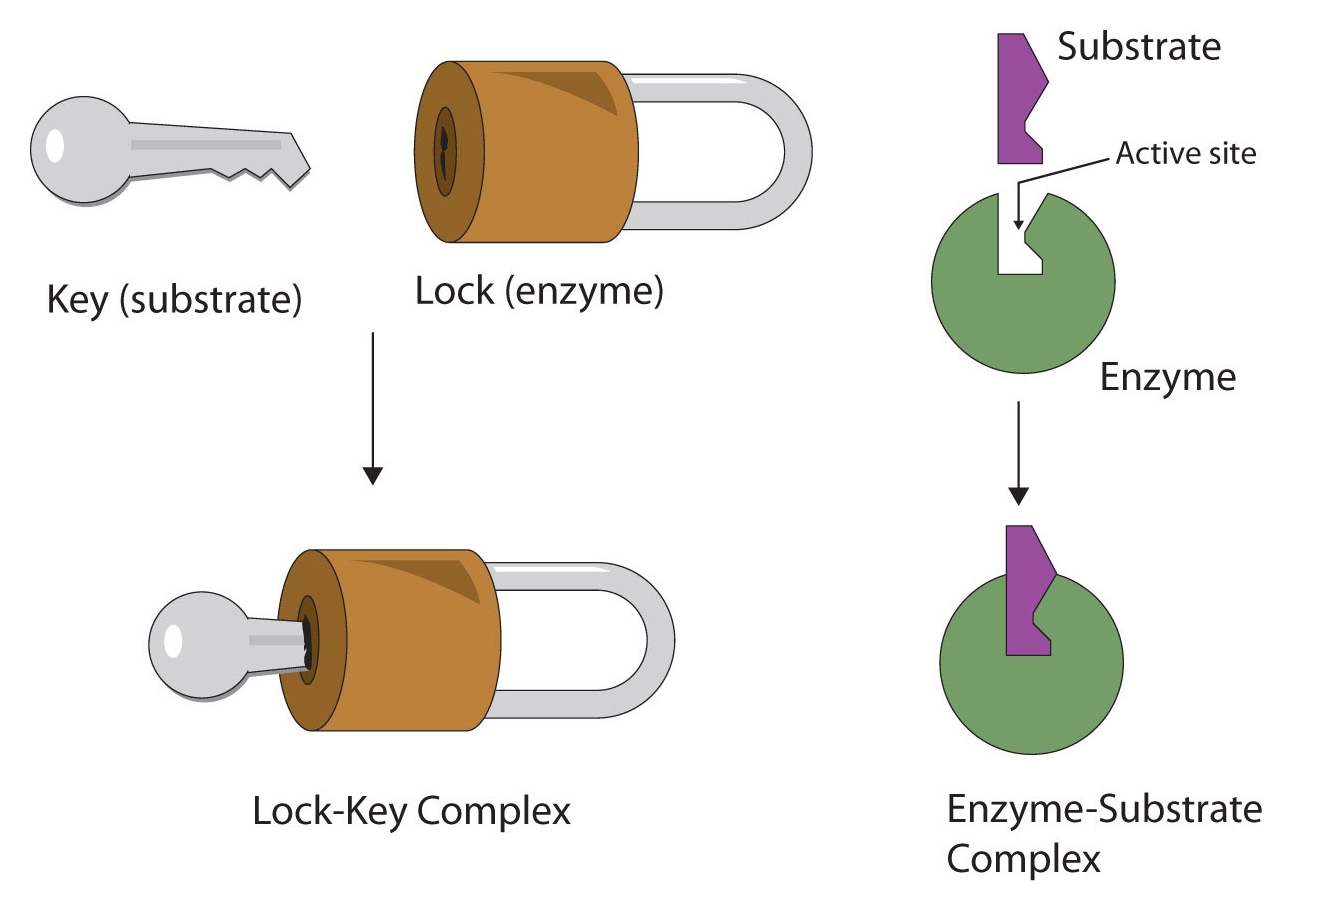 Substrate
Active site
Key (substrate)
Lock (enzyme)
Enzyme
Lock-Key Complex
Enzyme-Substrate
Complex